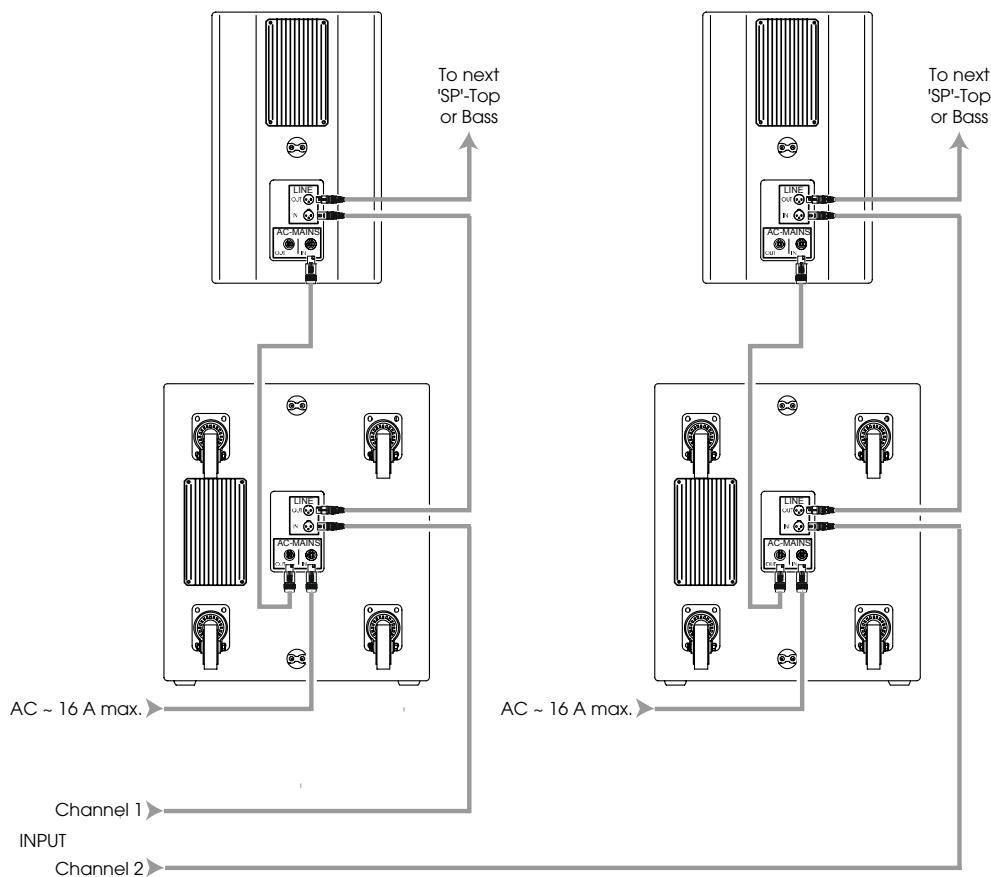 To next
'SP'-Top
or Bass
To next
'SP'-Top
or Bass
LINE
OUT
IN
AC-MAINS
OUT IN
LINE
OUT
IN
AC-MAINS
OUT IN
LINE
OUT
IN
AC-MAINS
OUT IN
LINE
OUT
IN
AC-MAINS
OUT IN
AC ~ 16 A max.
AC ~ 16 A max.
Channel 1
INPUT
Channel 2